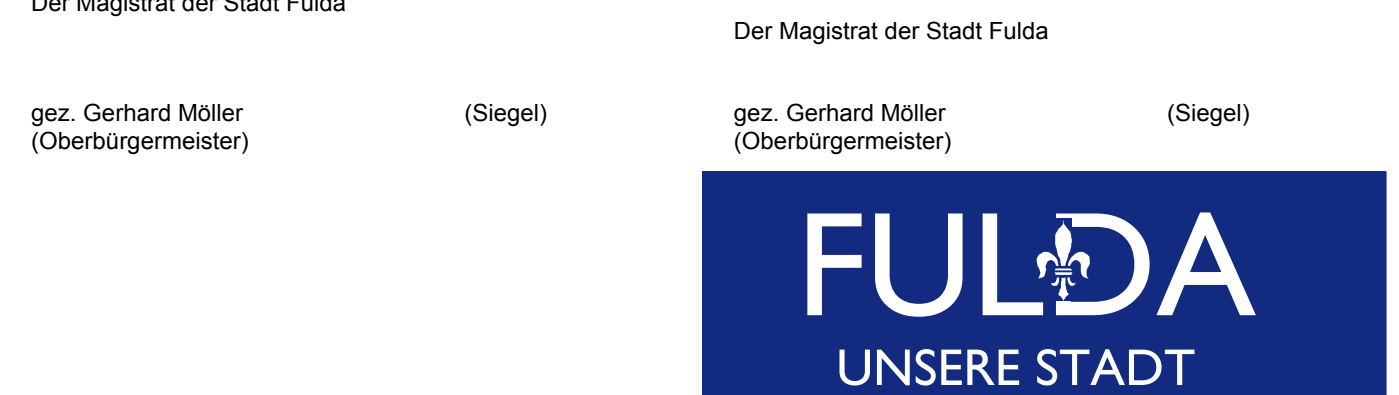 Der Magistrat der Stadt Fulda
gez. Gerhard Möller (Siegel)
(Oberbürgermeister)
Der Magistrat der Stadt Fulda
gez. Gerhard Möller (Siegel)
(Oberbürgermeister)
FULDA
UNSERE STADT